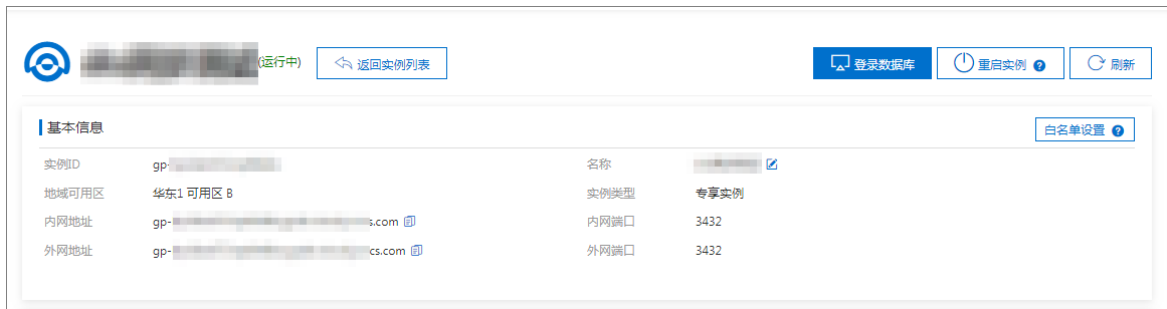 (运行中) 返回实例列表 登录数据库 重启实例 ? 刷新
基本信息 白名单设置 ?
实例ID gp- 名称
地域可用区 华东1 可用区 B 实例类型 专享实例
内网地址 gp- s.com 内网端口 3432
外网地址 gp- cs.com 外网端口 3432